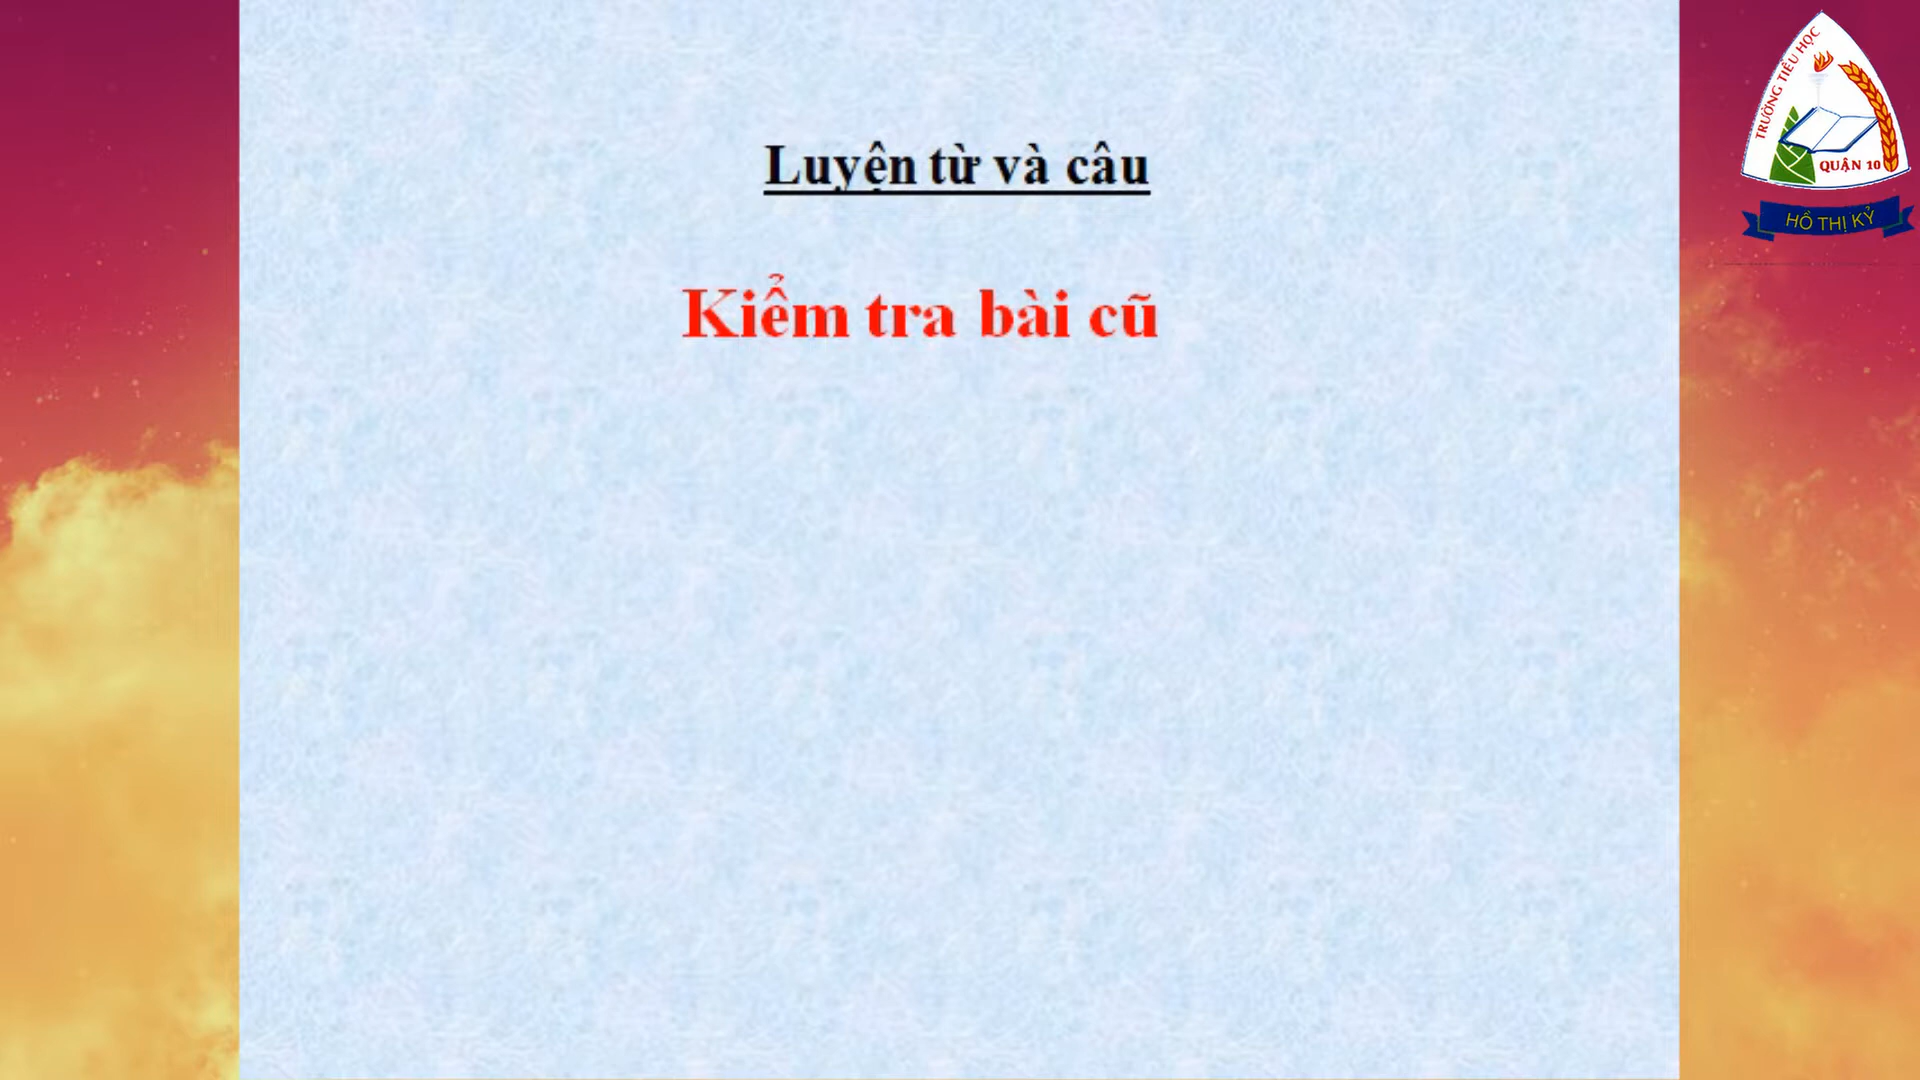 Luyện từ và câu
Kiểm tra bài cũ
TRƯỜNG TIỂU HỌC
QUẬN 10
HỒ THỊ KỶ